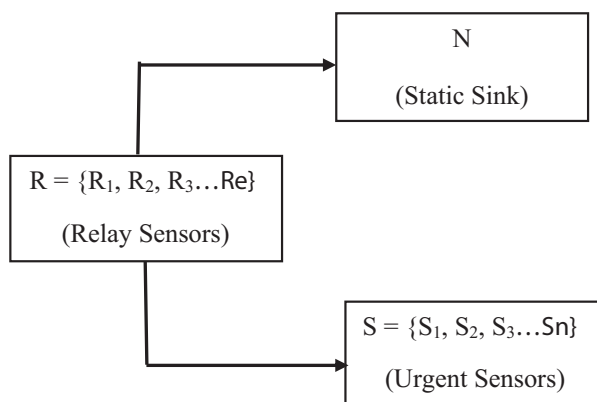 N
(Static Sink)
R = {R₁, R₂, R₃...Re}
(Relay Sensors)
S = {S₁, S₂, S₃...Sn}
(Urgent Sensors)